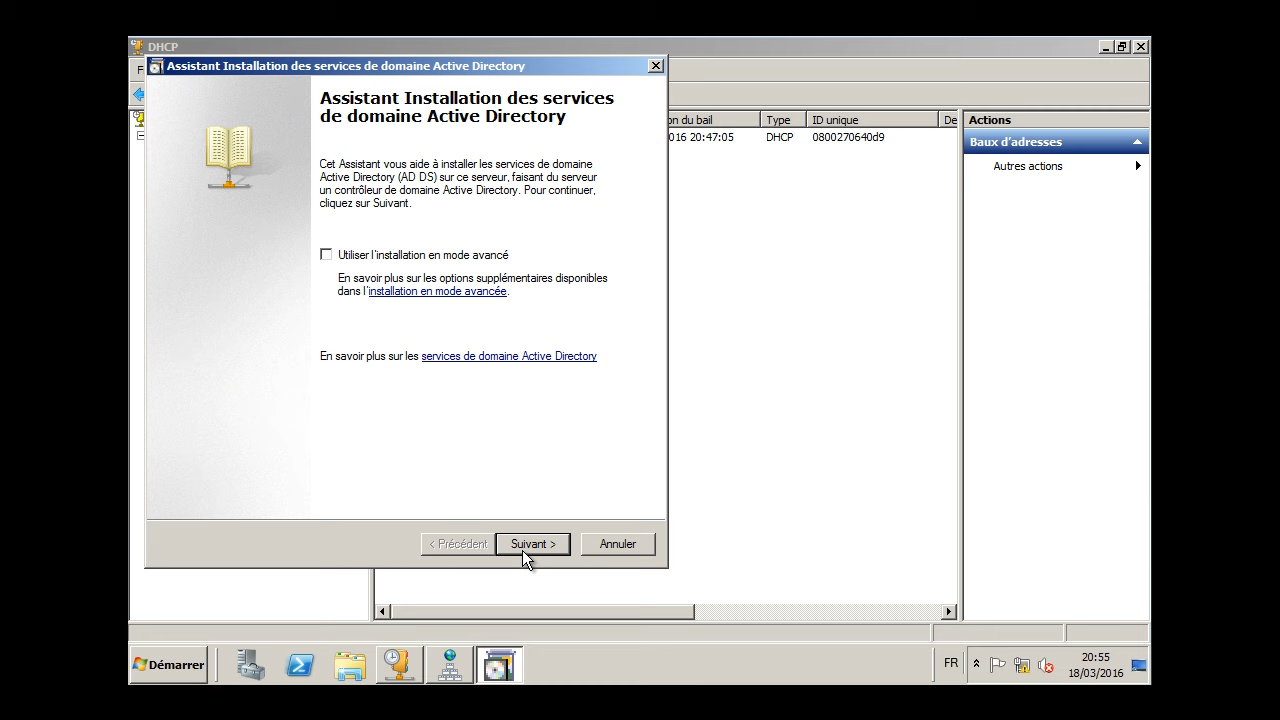 DHCP
Assistant Installation des services de domaine Active Directory
F
Assistant Installation des services
de domaine Active Directory
Cet Assistant vous aide à installer les services de domaine
Active Directory (AD DS) sur ce serveur, faisant du serveur
un contrôleur de domaine Active Directory. Pour continuer,
cliquez sur Suivant.
Utiliser l'installation en mode avancé
En savoir plus sur les options supplémentaires disponibles
dans l'installation en mode avancée.
En savoir plus sur les services de domaine Active Directory
< Précédent Suivant > Annuler
on du bail Type ID unique De
016 20:47:05 DHCP 0800270640d9
Actions
Baux d'adresses
Autres actions
Démarrer
FR
20:55
18/03/2016